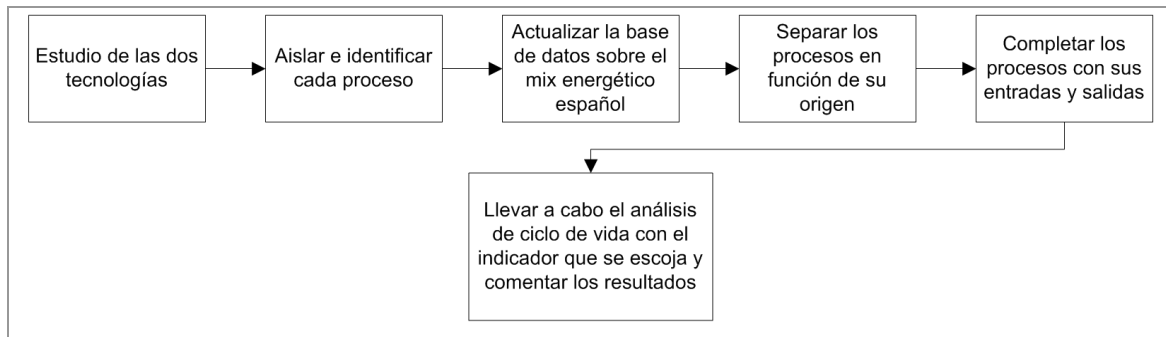 Estudio de las dos
tecnologías
Aislar e identificar
cada proceso
Actualizar la base
de datos sobre el
mix energético
español
Separar los
procesos en
función de su
origen
Completar los
procesos con sus
entradas y salidas
Llevar a cabo el análisis
de ciclo de vida con el
indicador que se escoja y
comentar los resultados